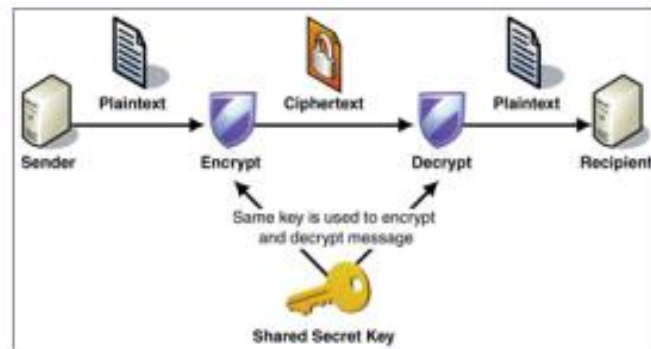 Plaintext
Ciphertext
Plaintext
Sender
Encrypt
Decrypt
Recipient
Same key is used to encrypt
and decrypt message
Shared Secret Key